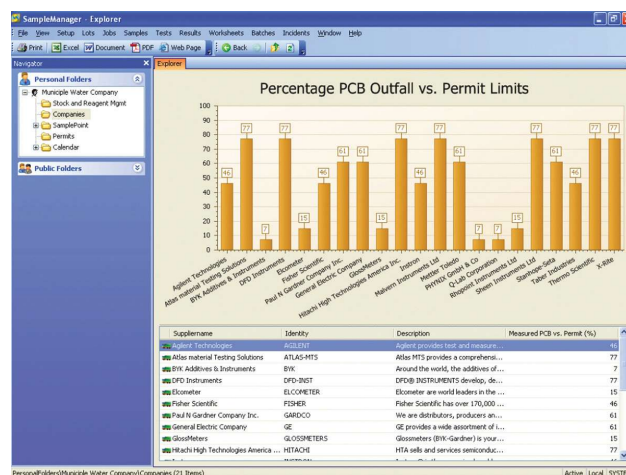 SampleManager - Explorer
File View Setup Lots Jobs Samples Tests Results Worksheets Batches Incidents Window Help
Print Excel Document PDF Web Page Back
Navigator
Explorer
Personal Folders
Municiple Water Company
Stock and Reagent Mgmt
Companies
SamplePoint
Permits
Calendar
Public Folders
Percentage PCB Outfall vs. Permit Limits
100
90
80
70
60
50
40
30
20
10
0
46 77 7 77 15 46 61 61 15 77 46 77 61 7 7 15 77 61 46 77 77
Agilent Technologies
Atlas material Testing Solutions
BYK Additives & Instruments
DFD Instruments
Elcometer
Fisher Scientific
Paul N Gardner Company Inc.
General Electric Company
GlossMeters
Hitachi High Technologies America Inc.
Instron
Malvern Instruments Ltd
Mettler Toledo
PHYNIX GmbH & Co
Q-Lab Corporation
Rhopoint Instruments Ltd
Sheen Instruments Ltd
Stanhope-Seta
Taber Industries
Thermo Scientific
X-Rite
Suppliername Identity Description Measured PCB vs. Permit (%)
Agilent Technologies AGILENT Agilent provides test and measure... 46
Atlas material Testing Solutions ATLAS-MTS Atlas MTS provides a comprehensi... 77
BYK Additives & Instruments BYK Around the world, the additives of... 7
DFD Instruments DFD-INST DFD® INSTRUMENTS develop, de... 77
Elcometer ELCOMETER Elcometer are world leaders in the ... 15
Fisher Scientific FISHER Fisher Scientific has over 170,000 ... 46
Paul N Gardner Company Inc. GARDCO We are distributors, producers an... 61
General Electric Company GE GE provides a wide assortment of i... 61
GlossMeters GLOSSMETERS Glossmeters (BYK-Gardner) is your... 15
Hitachi High Technologies America ... HITACHI HTA sells and services semiconduc... 77
PersonalFolders\Municiple Water Company\Companies (21 Items) Active Local SYSTE